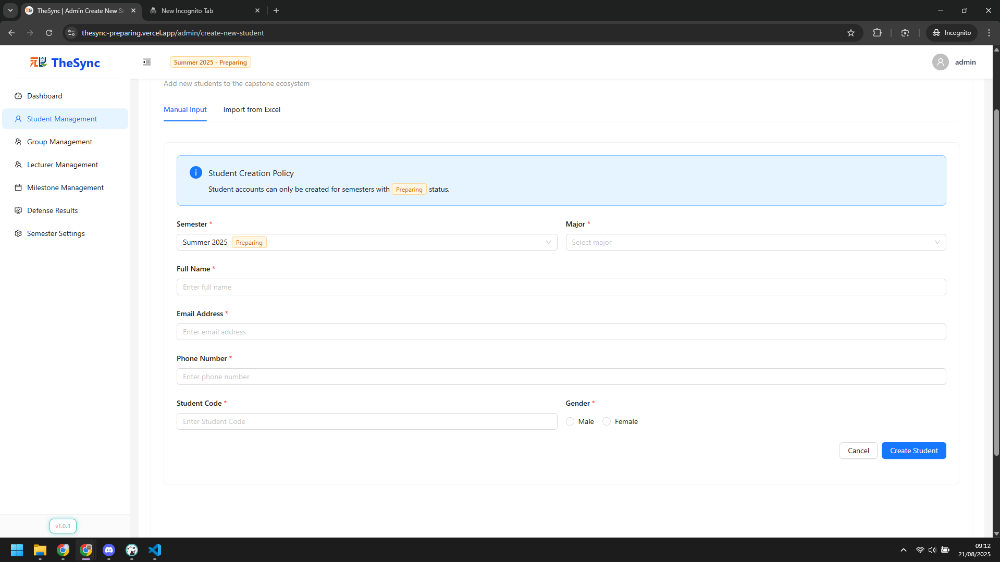 TheSync | Admin Create New St
New Incognito Tab
thesync-preparing.vercel.app/admin/create-new-student
Incognito
TheSync
Summer 2025 - Preparing
admin
Dashboard
Student Management
Group Management
Lecturer Management
Milestone Management
Defense Results
Semester Settings
v1.0.3
Add new students to the capstone ecosystem
Manual Input
Import from Excel
Student Creation Policy
Student accounts can only be created for semesters with Preparing status.
Semester *
Major *
Summer 2025 Preparing
Select major
Full Name *
Enter full name
Email Address *
Enter email address
Phone Number *
Enter phone number
Student Code *
Gender *
Enter Student Code
Male
Female
Cancel
Create Student
09:12
21/08/2025